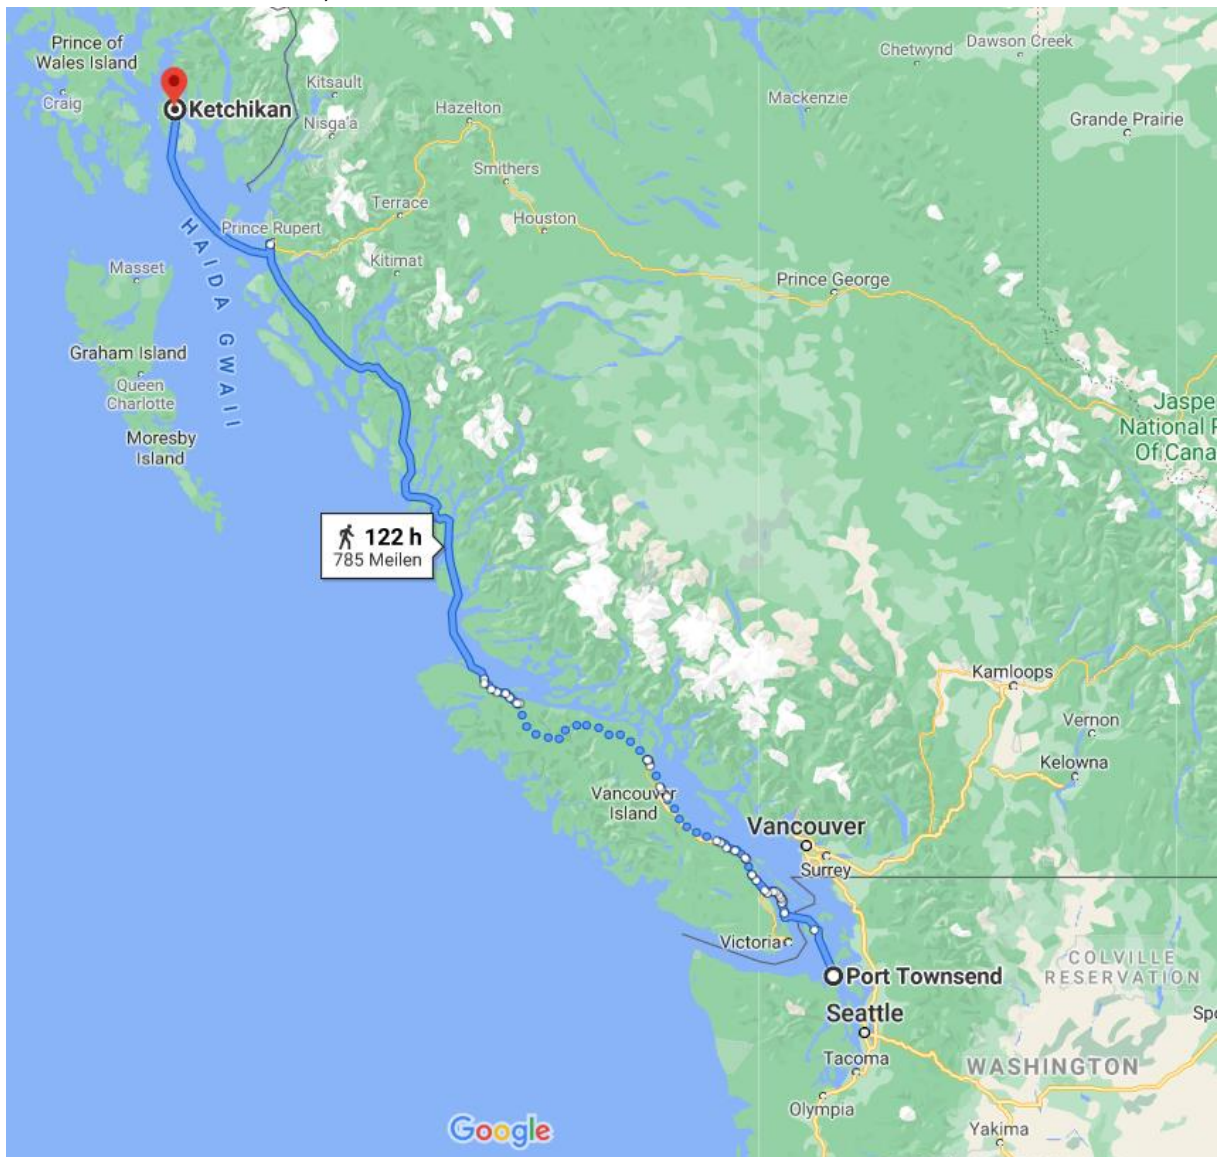 Prince of
Wales Island
Craig
Ketchikan
Kitsault
Nisga'a
Hazelton
Smithers
Terrace
Houston
Prince Rupert
Kitimat
Chetwynd
Dawson Creek
Mackenzie
Grande Prairie
Prince George
HAIDA GWAII
Masset
Graham Island
Queen
Charlotte
Moresby
Island
Jaspe
National P
Of Cana
122 h
785 Meilen
Kamloops
Vernon
Kelowna
Vancouver
Island
Vancouver
Surrey
Victoria
Port Townsend
Seattle
Tacoma
Olympia
COLVILLE
RESERVATION
Spo
WASHINGTON
Yakima
Google